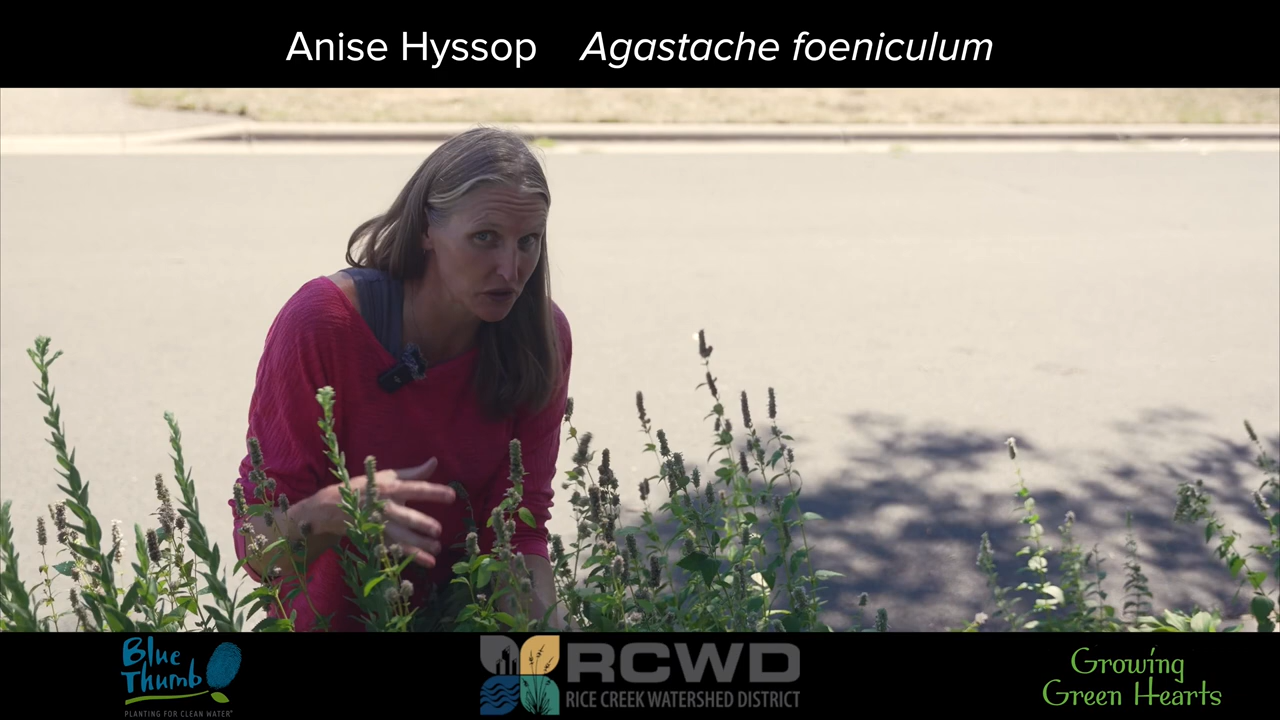 Anise Hyssop Agastache foeniculum
Blue
Thumb
PLANTING FOR CLEAN WATER
RCWD
RICE CREEK WATERSHED DISTRICT
Growing
Green Hearts